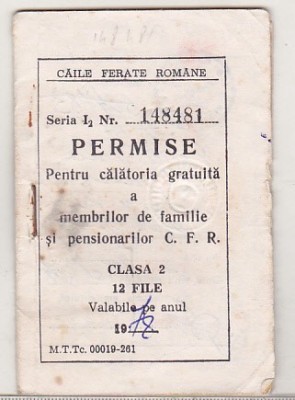 CĂILE FERATE ROMÂNE
Seria I₂ Nr. 148481
PERMISE
Pentru călătoria gratuită
a
membrilor de familie
și pensionarilor C. F. R.
CLASA 2
12 FILE
Valabile pe anul
1978
M.T.Tc. 00019-261